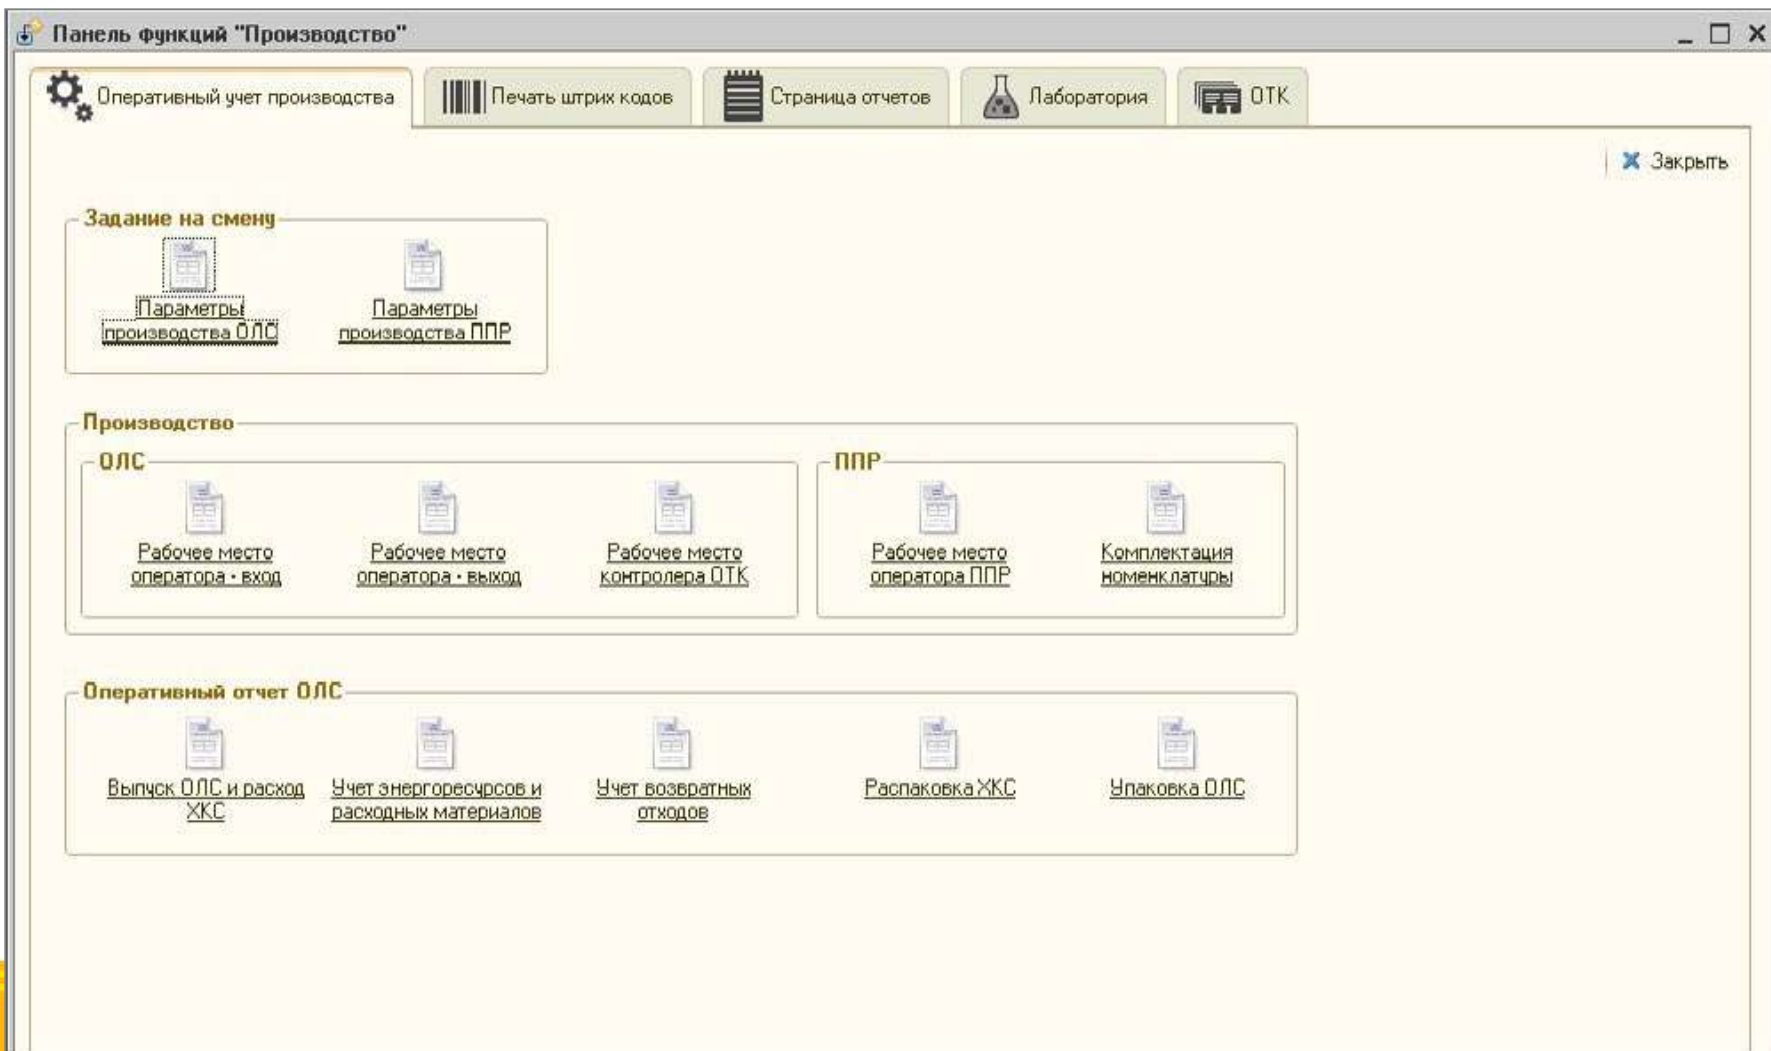 Панель функций "Производство"
Оперативный учет производства
Печать штрих кодов
Страница отчетов
Лаборатория
ОТК
Закрыть
Задание на смену
Параметры
производства ОЛС
Параметры
производства ППР
Производство
ОЛС
Рабочее место
оператора - вход
Рабочее место
оператора - выход
Рабочее место
контролера ОТК
ППР
Рабочее место
оператора ППР
Комплектация
номенклатуры
Оперативный отчет ОЛС
Выпуск ОЛС и расход
ХКС
Учет энергоресурсов и
расходных материалов
Учет возвратных
отходов
Распаковка ХКС
Упаковка ОЛС